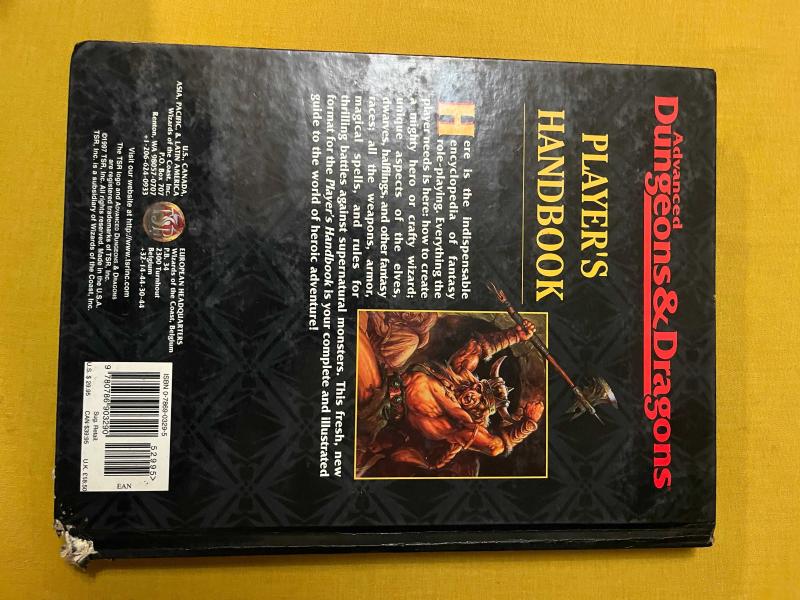 Advanced
Dungeons & Dragons
PLAYER'S
HANDBOOK
Here is the indispensable
encyclopedia of fantasy
role-playing. Everything the
player needs is here: how to create
a mighty hero or crafty wizard;
unique aspects of the elves,
dwarves, halflings, and other fantasy
races; all the weapons, armor,
magical spells, and rules for
thrilling battles against supernatural monsters. This fresh, new
format for the Player's Handbook is your complete and illustrated
guide to the world of heroic adventure!
U.S., CANADA,
ASIA, PACIFIC, & LATIN AMERICA
Wizards of the Coast, Inc.
P.O. Box 707
Renton, WA 98057-0707
+1-206-624-0933
TSR
EUROPEAN HEADQUARTERS
Wizards of the Coast, Belgium
P.B. 34
2300 Turnhout
Belgium
+32-14-44-30-44
Visit our website at http://www.tsrinc.com
The TSR logo and ADVANCED DUNGEONS & DRAGONS
are registered trademarks of TSR, Inc.
©1997 TSR, Inc. All rights reserved. Made in the U.S.A.
TSR, Inc. is a subsidiary of Wizards of the Coast, Inc.
ISBN 0-7869-0329-5
52995>
9 780786 903290
EAN
Sug. Retail
U.S. $ 29.95 CAN $39.95 U.K. £18.50